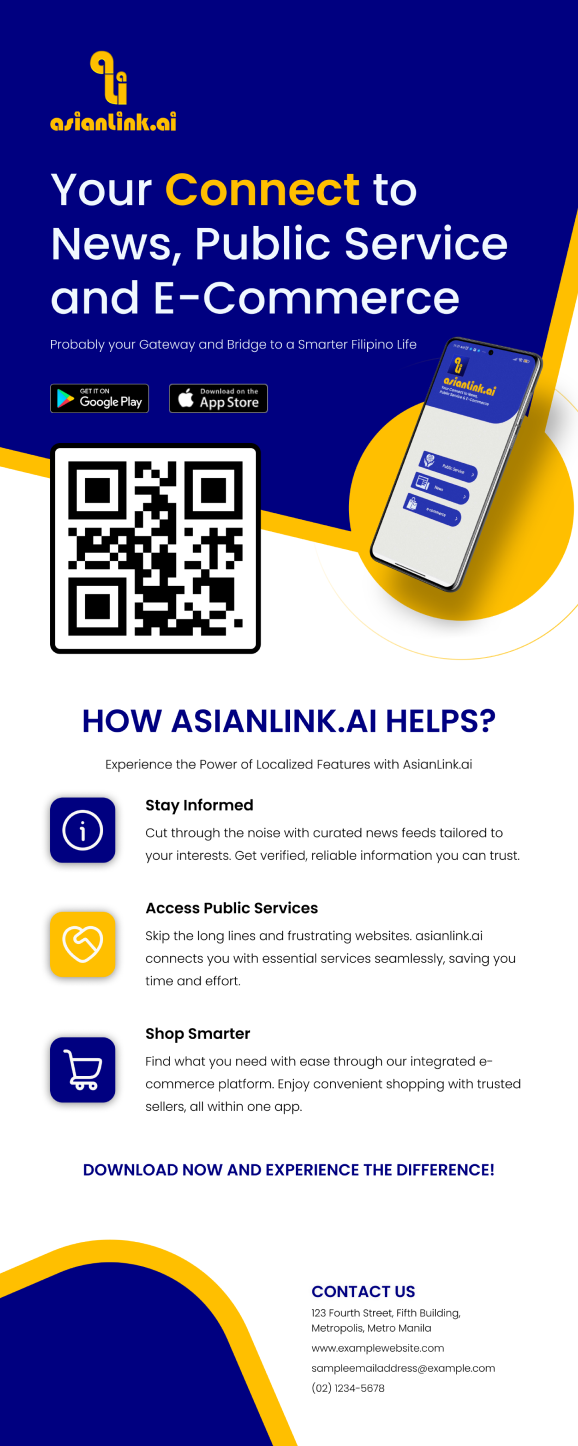 asianlink.ai
Your Connect to
News, Public Service
and E-Commerce
Probably your Gateway and Bridge to a Smarter Filipino Life
GET IT ON
Google Play
Download on the
App Store
asianlink.ai
Your Connect to News,
Public Service & E-Commerce
Public Service
News
e-commerce
HOW ASIANLINK.AI HELPS?
Experience the Power of Localized Features with AsianLink.ai
Stay Informed
Cut through the noise with curated news feeds tailored to
your interests. Get verified, reliable information you can trust.
Access Public Services
Skip the long lines and frustrating websites. asianlink.ai
connects you with essential services seamlessly, saving you
time and effort.
Shop Smarter
Find what you need with ease through our integrated e-
commerce platform. Enjoy convenient shopping with trusted
sellers, all within one app.
DOWNLOAD NOW AND EXPERIENCE THE DIFFERENCE!
CONTACT US
123 Fourth Street, Fifth Building,
Metropolis, Metro Manila
www.examplewebsite.com
sampleemailaddress@example.com
(02) 1234-5678